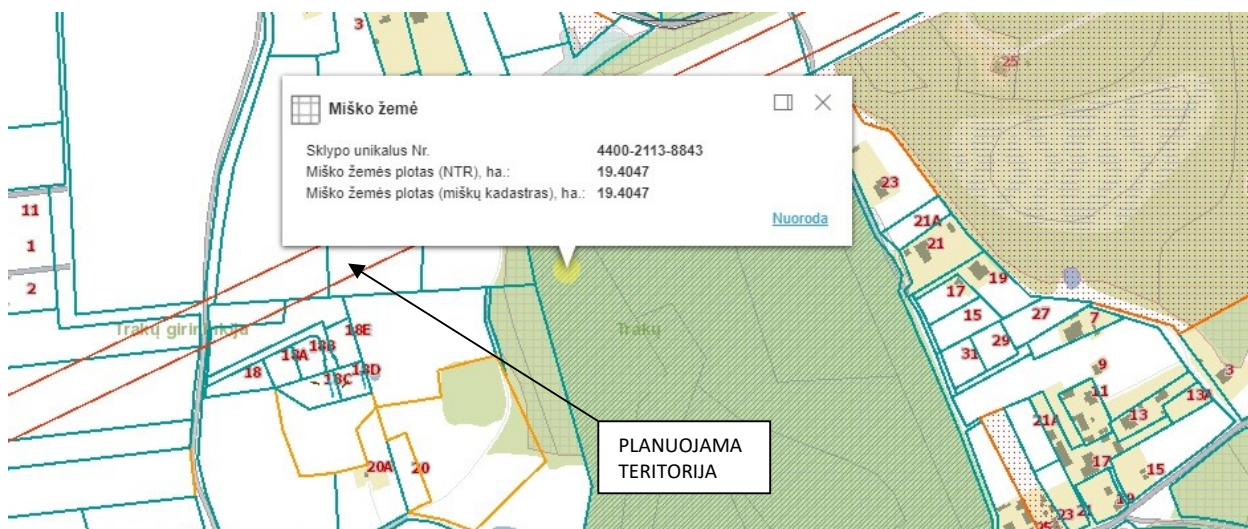 3
25
Miško žemė
Sklypo unikalus Nr. 4400-2113-8843
Miško žemės plotas (NTR), ha.: 19.4047
Miško žemės plotas (miškų kadastras), ha.: 19.4047
Nuoroda
23
21A
21
11
1
2
19
17
15
27
7
31
29
Trakų girininkija
Trakų
18E
18B
18A
18
18C
18D
9
3
11
13A
13
21A
PLANUOJAMA
TERITORIJA
20A
20
17
15
19
23
21
25